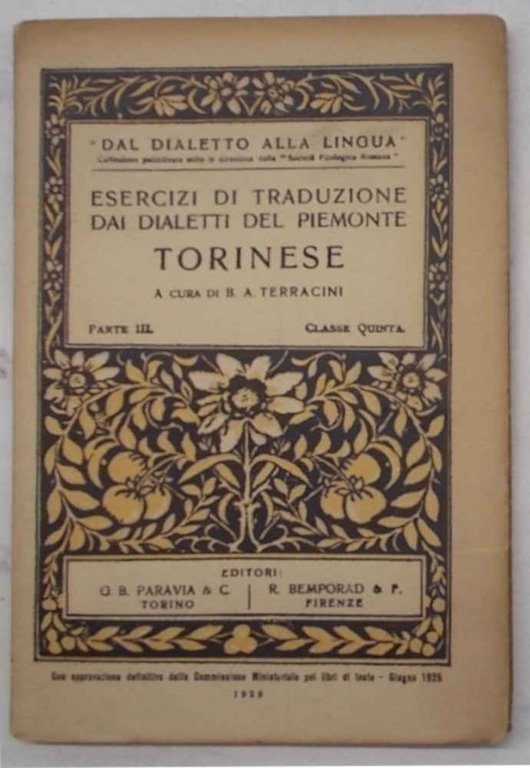 "DAL DIALETTO ALLA LINGUA"
Collezione pubblicata sotto la direzione della "Società Filologica Romana"
ESERCIZI DI TRADUZIONE
DAI DIALETTI DEL PIEMONTE
TORINESE
A CURA DI B. A. TERRACINI
PARTE III. CLASSE QUINTA.
EDITORI:
G. B. PARAVIA & C.
TORINO
R. BEMPORAD & F.
FIRENZE
Con approvazione definitiva della Commissione Ministeriale pei libri di testo - Giugno 1925
1929